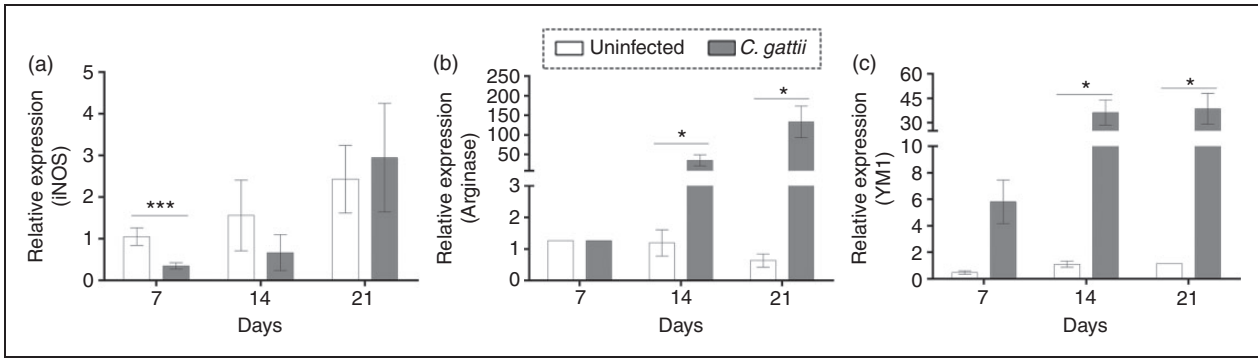 Uninfected C. gattii
(a)
5
4
3
2
1
0
Relative expression
(iNOS)
***
7 14 21
Days
(b)
250
200
150
100
50
3
2
1
0
Relative expression
(Arginase)
*
*
7 14 21
Days
(c)
60
45
30
10
8
6
4
2
0
Relative expression
(YM1)
*
*
7 14 21
Days